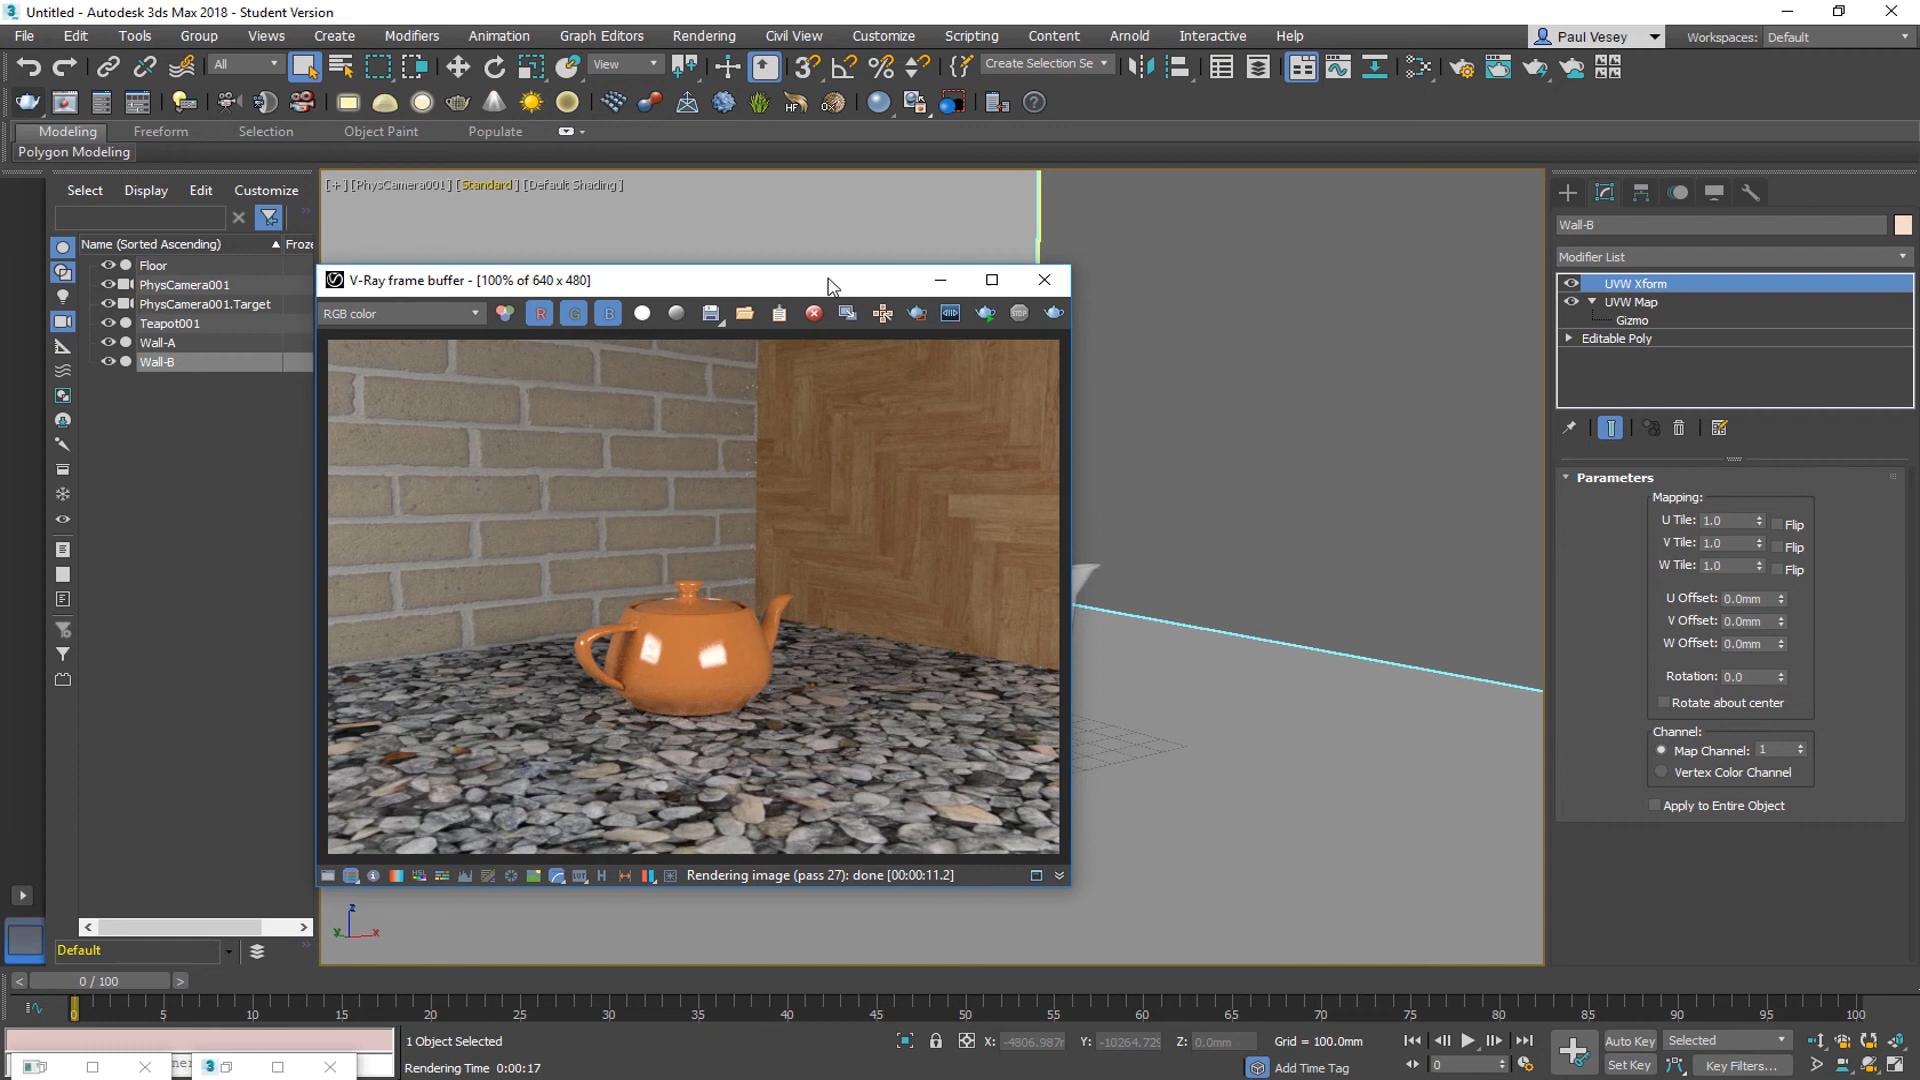 Untitled - Autodesk 3ds Max 2018 - Student Version
File Edit Tools Group Views Create Modifiers Animation Graph Editors Rendering Civil View Customize Scripting Content Arnold Interactive Help Paul Vesey Workspaces: Default
All View Create Selection Se
Modeling Freeform Selection Object Paint Populate
Polygon Modeling
Select Display Edit Customize
[+] [PhysCamera001] [Standard] [Default Shading]
Name (Sorted Ascending) Froze
Floor
PhysCamera001
PhysCamera001.Target
Teapot001
Wall-A
Wall-B
V-Ray frame buffer - [100% of 640 x 480]
RGB color R G B STOP
Rendering image (pass 27): done [00:00:11.2]
Wall-B
Modifier List
UVW Xform
UVW Map
Gizmo
Editable Poly
Parameters
Mapping:
U Tile: 1.0 Flip
V Tile: 1.0 Flip
W Tile: 1.0 Flip
U Offset: 0.0mm
V Offset: 0.0mm
W Offset: 0.0mm
Rotation: 0.0
Rotate about center
Channel:
Map Channel: 1
Vertex Color Channel
Apply to Entire Object
z
y x
Default
< 0 / 100 >
0 5 10 15 20 25 30 35 40 45 50 55 60 65 70 75 80 85 90 95 100
1 Object Selected X: -4806.987m Y: -10264.729 Z: 0.0mm Grid = 100.0mm Auto Key Selected
Rendering Time 0:00:17 Add Time Tag 0 Set Key Key Filters...